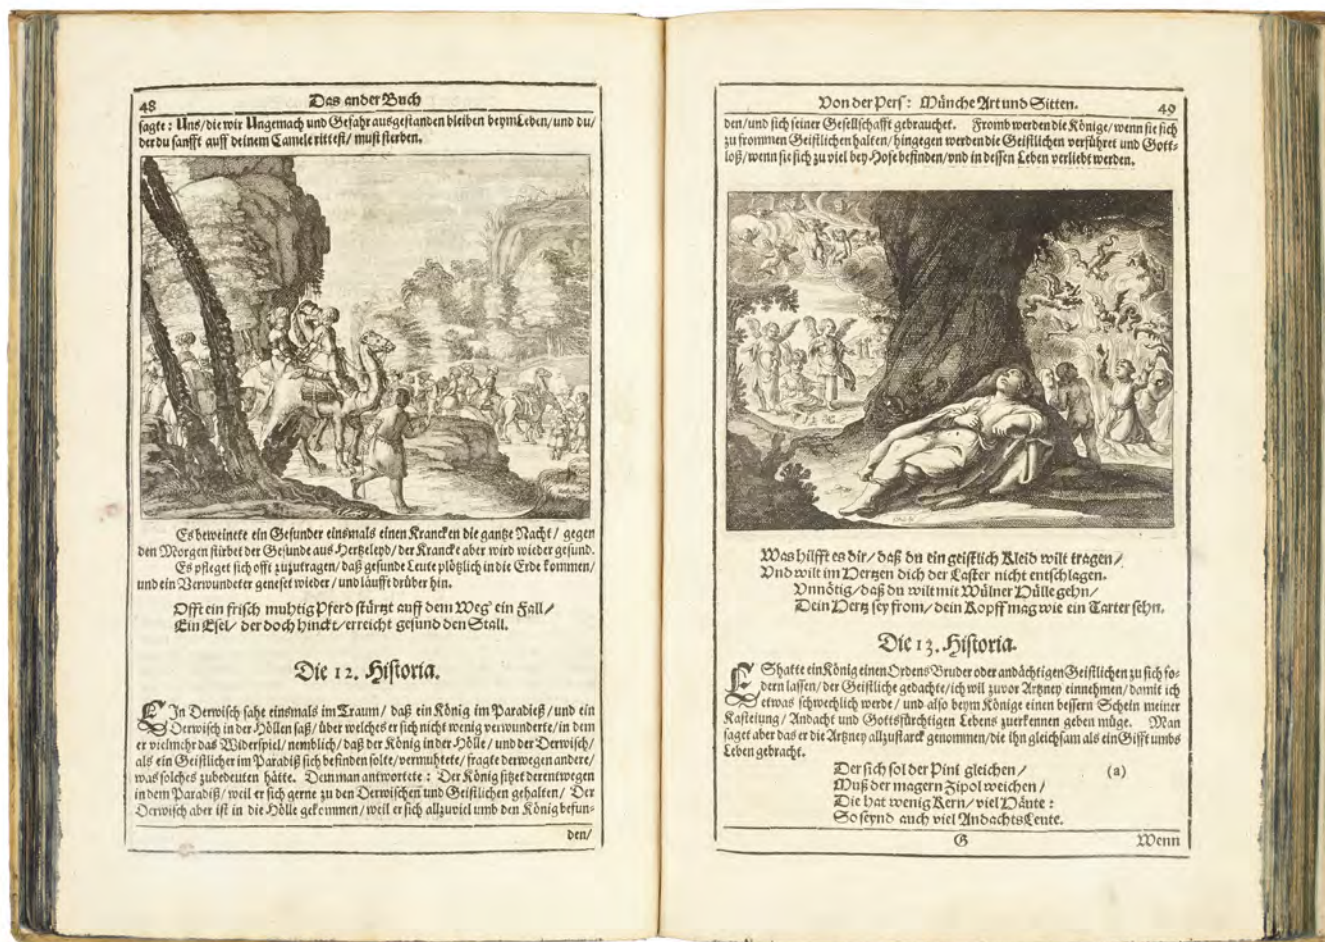 48
Das ander Buch
sagte: Uns/die wir Ungemach und Gefahr ausgestanden bleiben beym Leben/und du/
der du sanfft auff deinem Camele rittest/ must sterben.
Es beweinete ein Gesunder einsmals einen Krancken die gantze Nacht/ gegen
den Morgen stirbet der Gesunde aus Hertzeleyd/der Krancke aber wird wieder gesund.
Es pfleget sich offt zuzutragen/daß gesunde Leute plötzlich in die Erde kommen/
und ein Verwundeter geneset wieder/und läufft drüber hin.
Offt ein frisch muhtig Pferd stürtzt auff dem Weg' ein Fall/
Ein Esel/ der doch hinckt/erreicht gesund den Stall.
Die 12. Historia.
EIn Derwisch sahe einsmals im Traum/ daß ein König im Paradieß/und ein
Derwisch in der Höllen saß/über welches er sich nicht wenig verwunderte/in dem
er vielmehr das Widerspiel/nemblich/daß der König in der Hölle/ und der Derwisch/
als ein Geistlicher im Paradiß sich befinden solte/vermuhtete/fragte derwegen andere/
was solches zubedeuten hätte. Dem man antwortete: Der König sitzet derentwegen
in dem Paradiß/ weil er sich gerne zu den Derwischen und Geistlichen gehalten/ Der
Derwisch aber ist in die Hölle gekommen/weil er sich allzuviel umb den König befun-
den/
Von der Pers: Münche Art und Sitten.
49
den/und sich seiner Gesellschafft gebrauchet. Fromb werden die Könige/wenn sie sich
zu frommen Geistlichen halten/hingegen werden die Geistlichen verführet und Gott-
loß/wenn sie sich zu viel bey Hofe befinden/vnd in dessen Leben verliebt werden.
Was hilfft es dir/daß du ein geistlich Kleid wilt tragen/
Vnd wilt im Hertzen dich der Laster nicht entschlagen.
Vnnötig/daß du wilt mit Wülner Hülle gehn/
Dein Hertz sey from/dein Kopff mag wie ein Tarter sehn.
Die 13. Historia.
ES hatte ein König einen Ordens Bruder oder andächtigen Geistlichen zu sich fo-
dern lassen/der Geistliche gedachte/ich wil zuvor Artzney einnehmen/damit ich
etwas schwechlich werde/ und also beym Könige einen bessern Schein meiner
Kasteiung/ Andacht und Gottsfürchtigen Lebens zuerkennen geben müge. Man
saget aber das er die Artzney allzustarck genommen/die ihn gleichsam als ein Gifft umbs
Leben gebracht.
Der sich sol der Pint gleichen/ (a)
Muß der magern Zipol weichen/
Die hat wenig Kern/viel Häute:
So seynd auch viel Andachts Leute.
G
Wenn